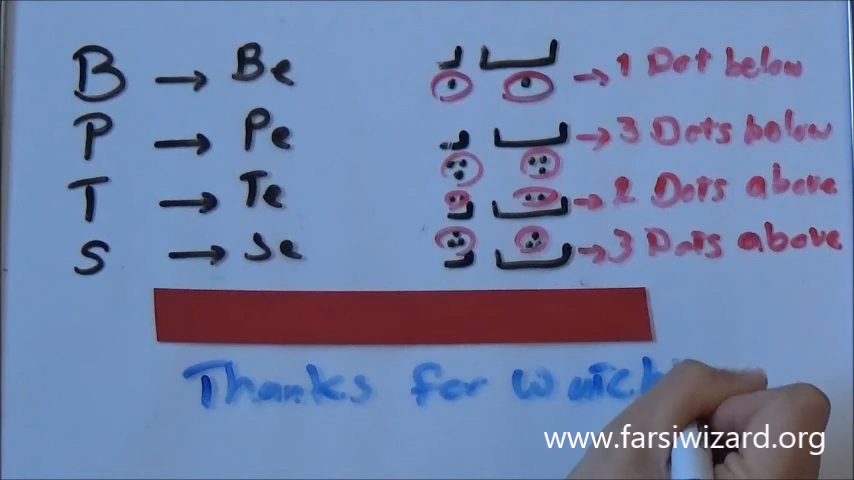 B → Be بـ ب → 1 Dot below
P → Pe پـ پ → 3 Dots below
T → Te تـ ت → 2 Dots above
S → Se ثـ ث → 3 Dots above
Thanks for
www.farsiwizard.org